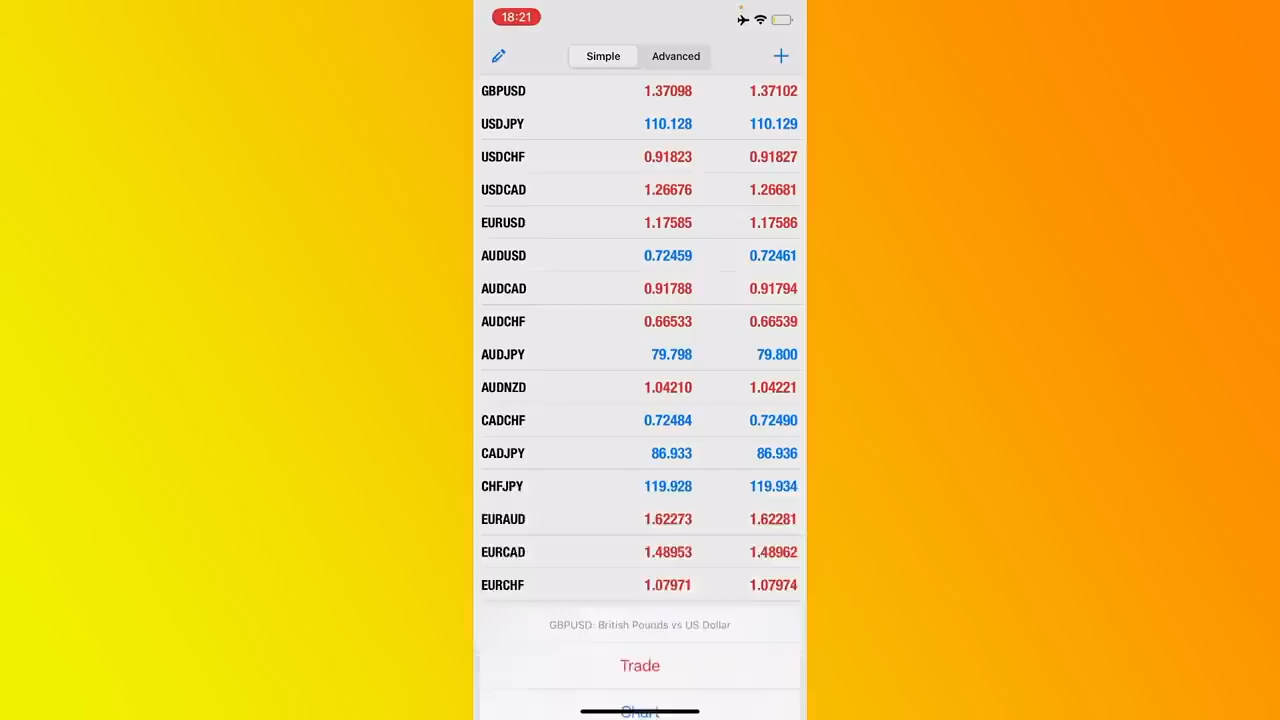 18:21
Simple Advanced
GBPUSD 1.37098 1.37102
USDJPY 110.128 110.129
USDCHF 0.91823 0.91827
USDCAD 1.26676 1.26681
EURUSD 1.17585 1.17586
AUDUSD 0.72459 0.72461
AUDCAD 0.91788 0.91794
AUDCHF 0.66533 0.66539
AUDJPY 79.798 79.800
AUDNZD 1.04210 1.04221
CADCHF 0.72484 0.72490
CADJPY 86.933 86.936
CHFJPY 119.928 119.934
EURAUD 1.62273 1.62281
EURCAD 1.48953 1.48962
EURCHF 1.07971 1.07974
GBPUSD: British Pounds vs US Dollar
Trade
Chart